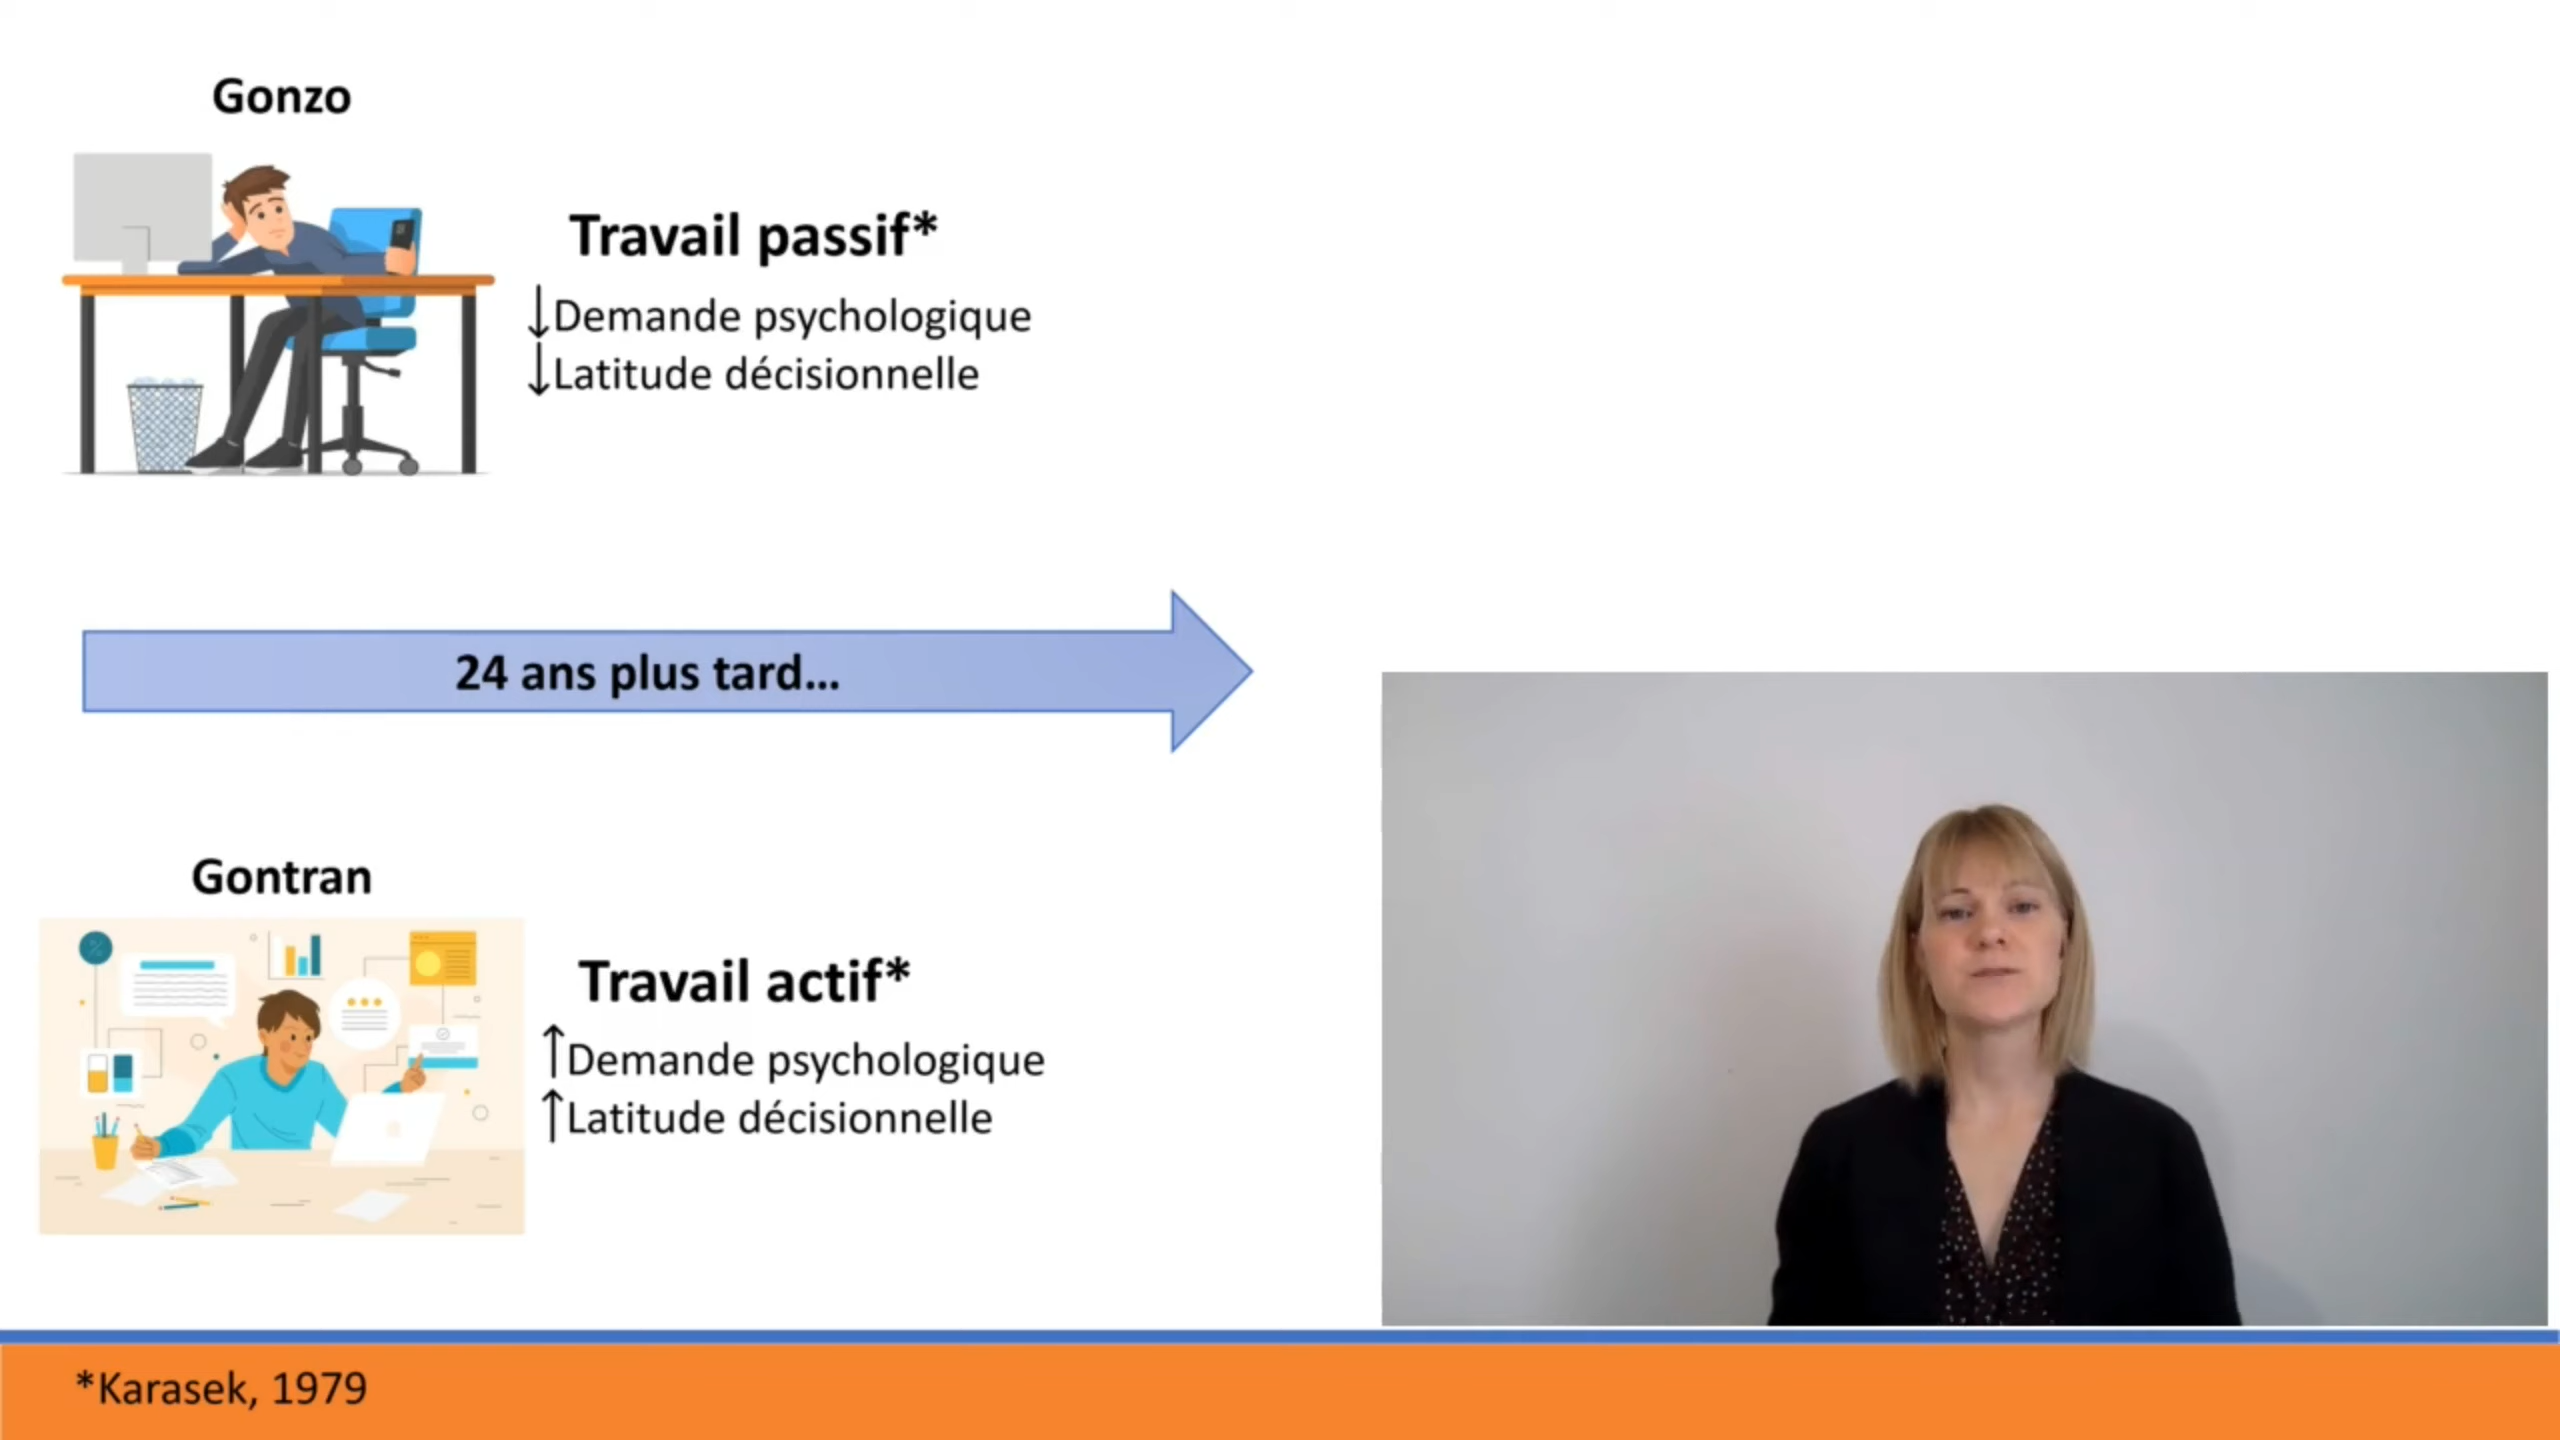 Gonzo
Travail passif*
↓Demande psychologique
↓Latitude décisionnelle
24 ans plus tard...
Gontran
Travail actif*
↑Demande psychologique
↑Latitude décisionnelle
*Karasek, 1979